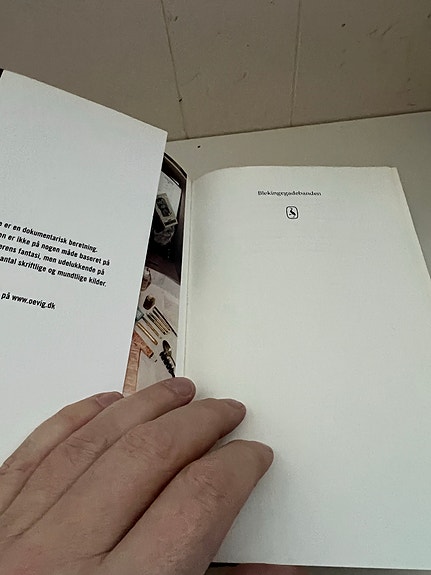 e er en dokumentarisk beretning.
en er ikke på nogen måde baseret på
erens fantasi, men udelukkende på
antal skriftlige og mundtlige kilder.
på www.oevig.dk
Blekingegadebanden